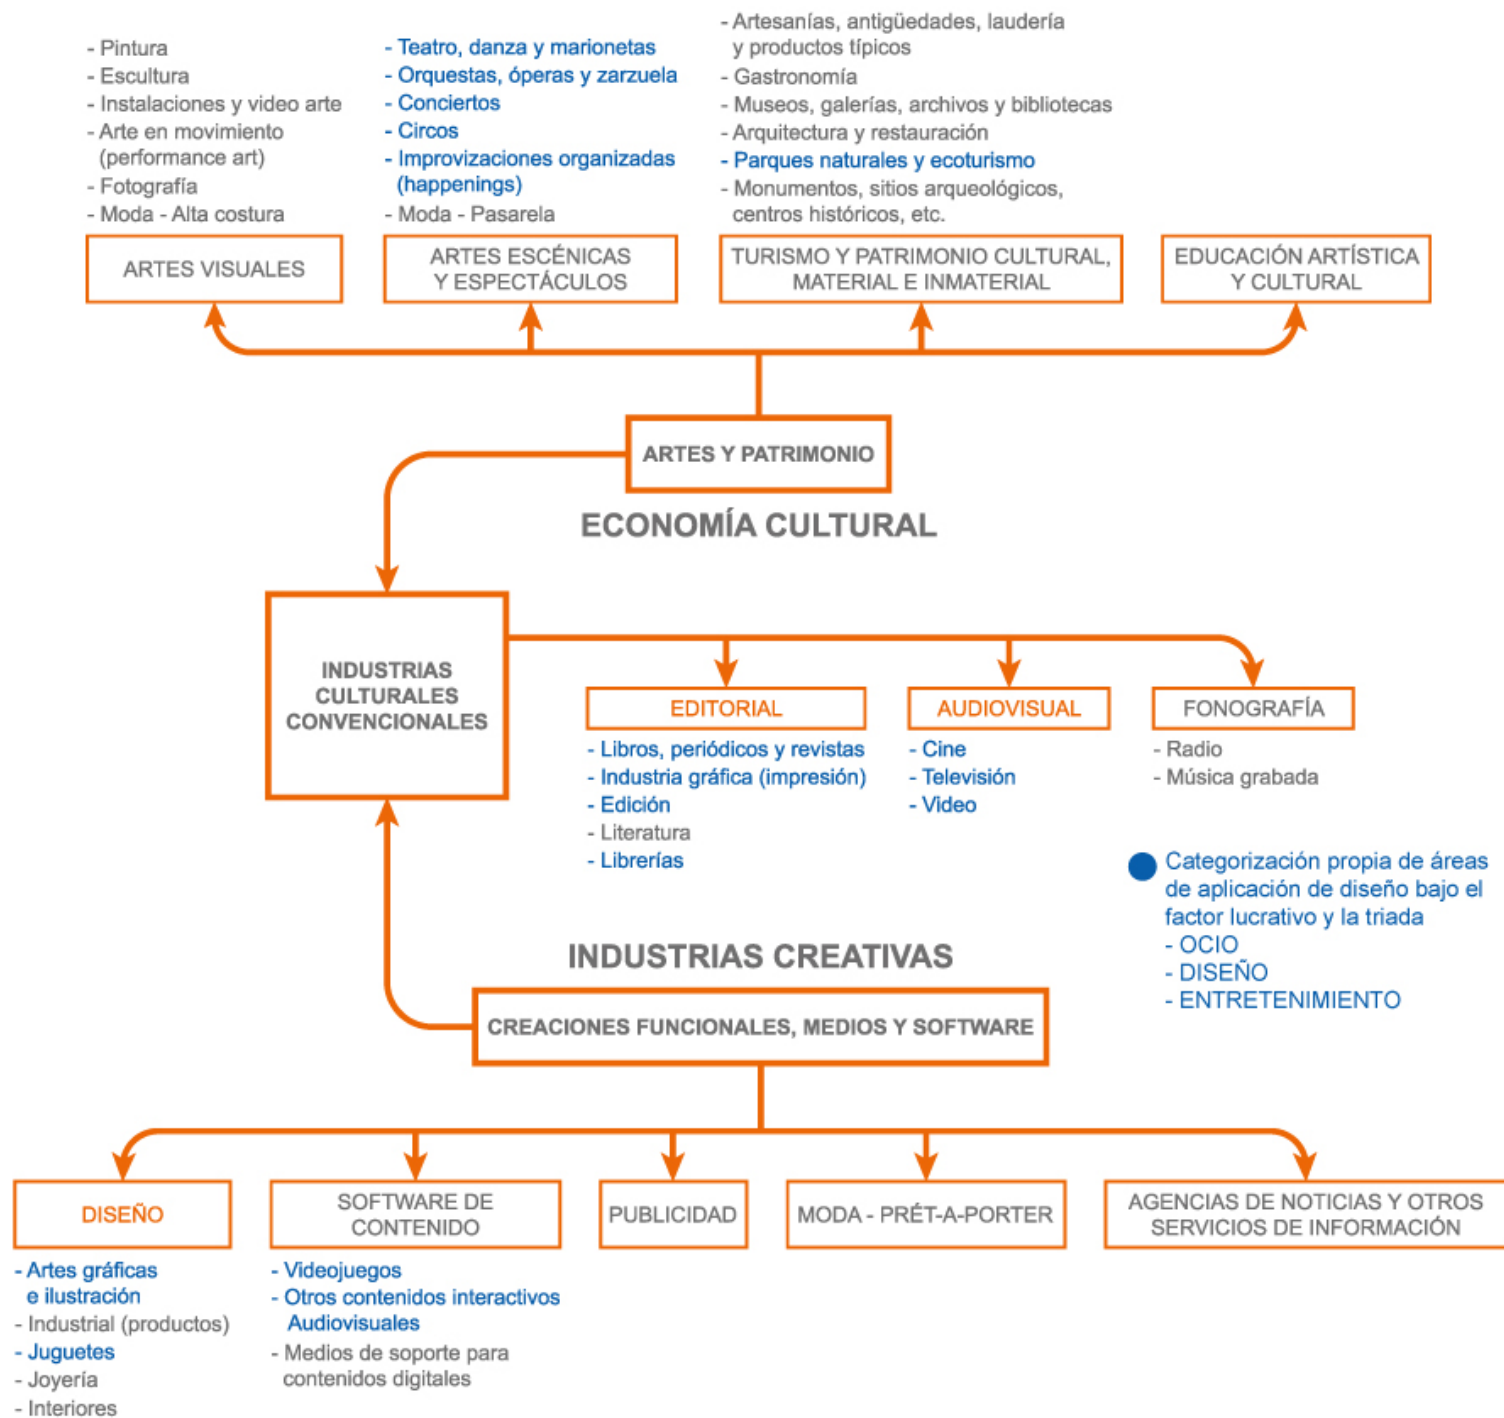 - Pintura
- Escultura
- Instalaciones y video arte
- Arte en movimiento
(performance art)
- Fotografía
- Moda - Alta costura
ARTES VISUALES
- Teatro, danza y marionetas
- Orquestas, óperas y zarzuela
- Conciertos
- Circos
- Improvizaciones organizadas
(happenings)
- Moda - Pasarela
ARTES ESCÉNICAS
Y ESPECTÁCULOS
- Artesanías, antigüedades, laudería
y productos típicos
- Gastronomía
- Museos, galerías, archivos y bibliotecas
- Arquitectura y restauración
- Parques naturales y ecoturismo
- Monumentos, sitios arqueológicos,
centros históricos, etc.
TURISMO Y PATRIMONIO CULTURAL,
MATERIAL E INMATERIAL
EDUCACIÓN ARTÍSTICA
Y CULTURAL
ARTES Y PATRIMONIO
ECONOMÍA CULTURAL
INDUSTRIAS
CULTURALES
CONVENCIONALES
EDITORIAL
- Libros, periódicos y revistas
- Industria gráfica (impresión)
- Edición
- Literatura
- Librerías
AUDIOVISUAL
- Cine
- Televisión
- Video
FONOGRAFÍA
- Radio
- Música grabada
Categorización propia de áreas
de aplicación de diseño bajo el
factor lucrativo y la triada
- OCIO
- DISEÑO
- ENTRETENIMIENTO
INDUSTRIAS CREATIVAS
CREACIONES FUNCIONALES, MEDIOS Y SOFTWARE
DISEÑO
- Artes gráficas
e ilustración
- Industrial (productos)
- Juguetes
- Joyería
- Interiores
SOFTWARE DE
CONTENIDO
- Videojuegos
- Otros contenidos interactivos
Audiovisuales
- Medios de soporte para
contenidos digitales
PUBLICIDAD
MODA - PRÉT-A-PORTER
AGENCIAS DE NOTICIAS Y OTROS
SERVICIOS DE INFORMACIÓN